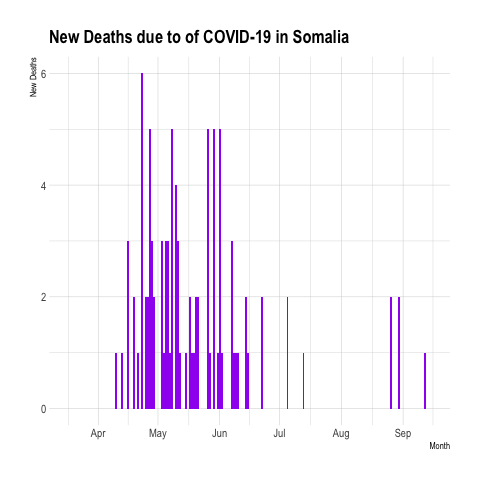 New Deaths due to of COVID-19 in Somalia
New Deaths
6
4
2
0
Apr May Jun Jul Aug Sep
Month